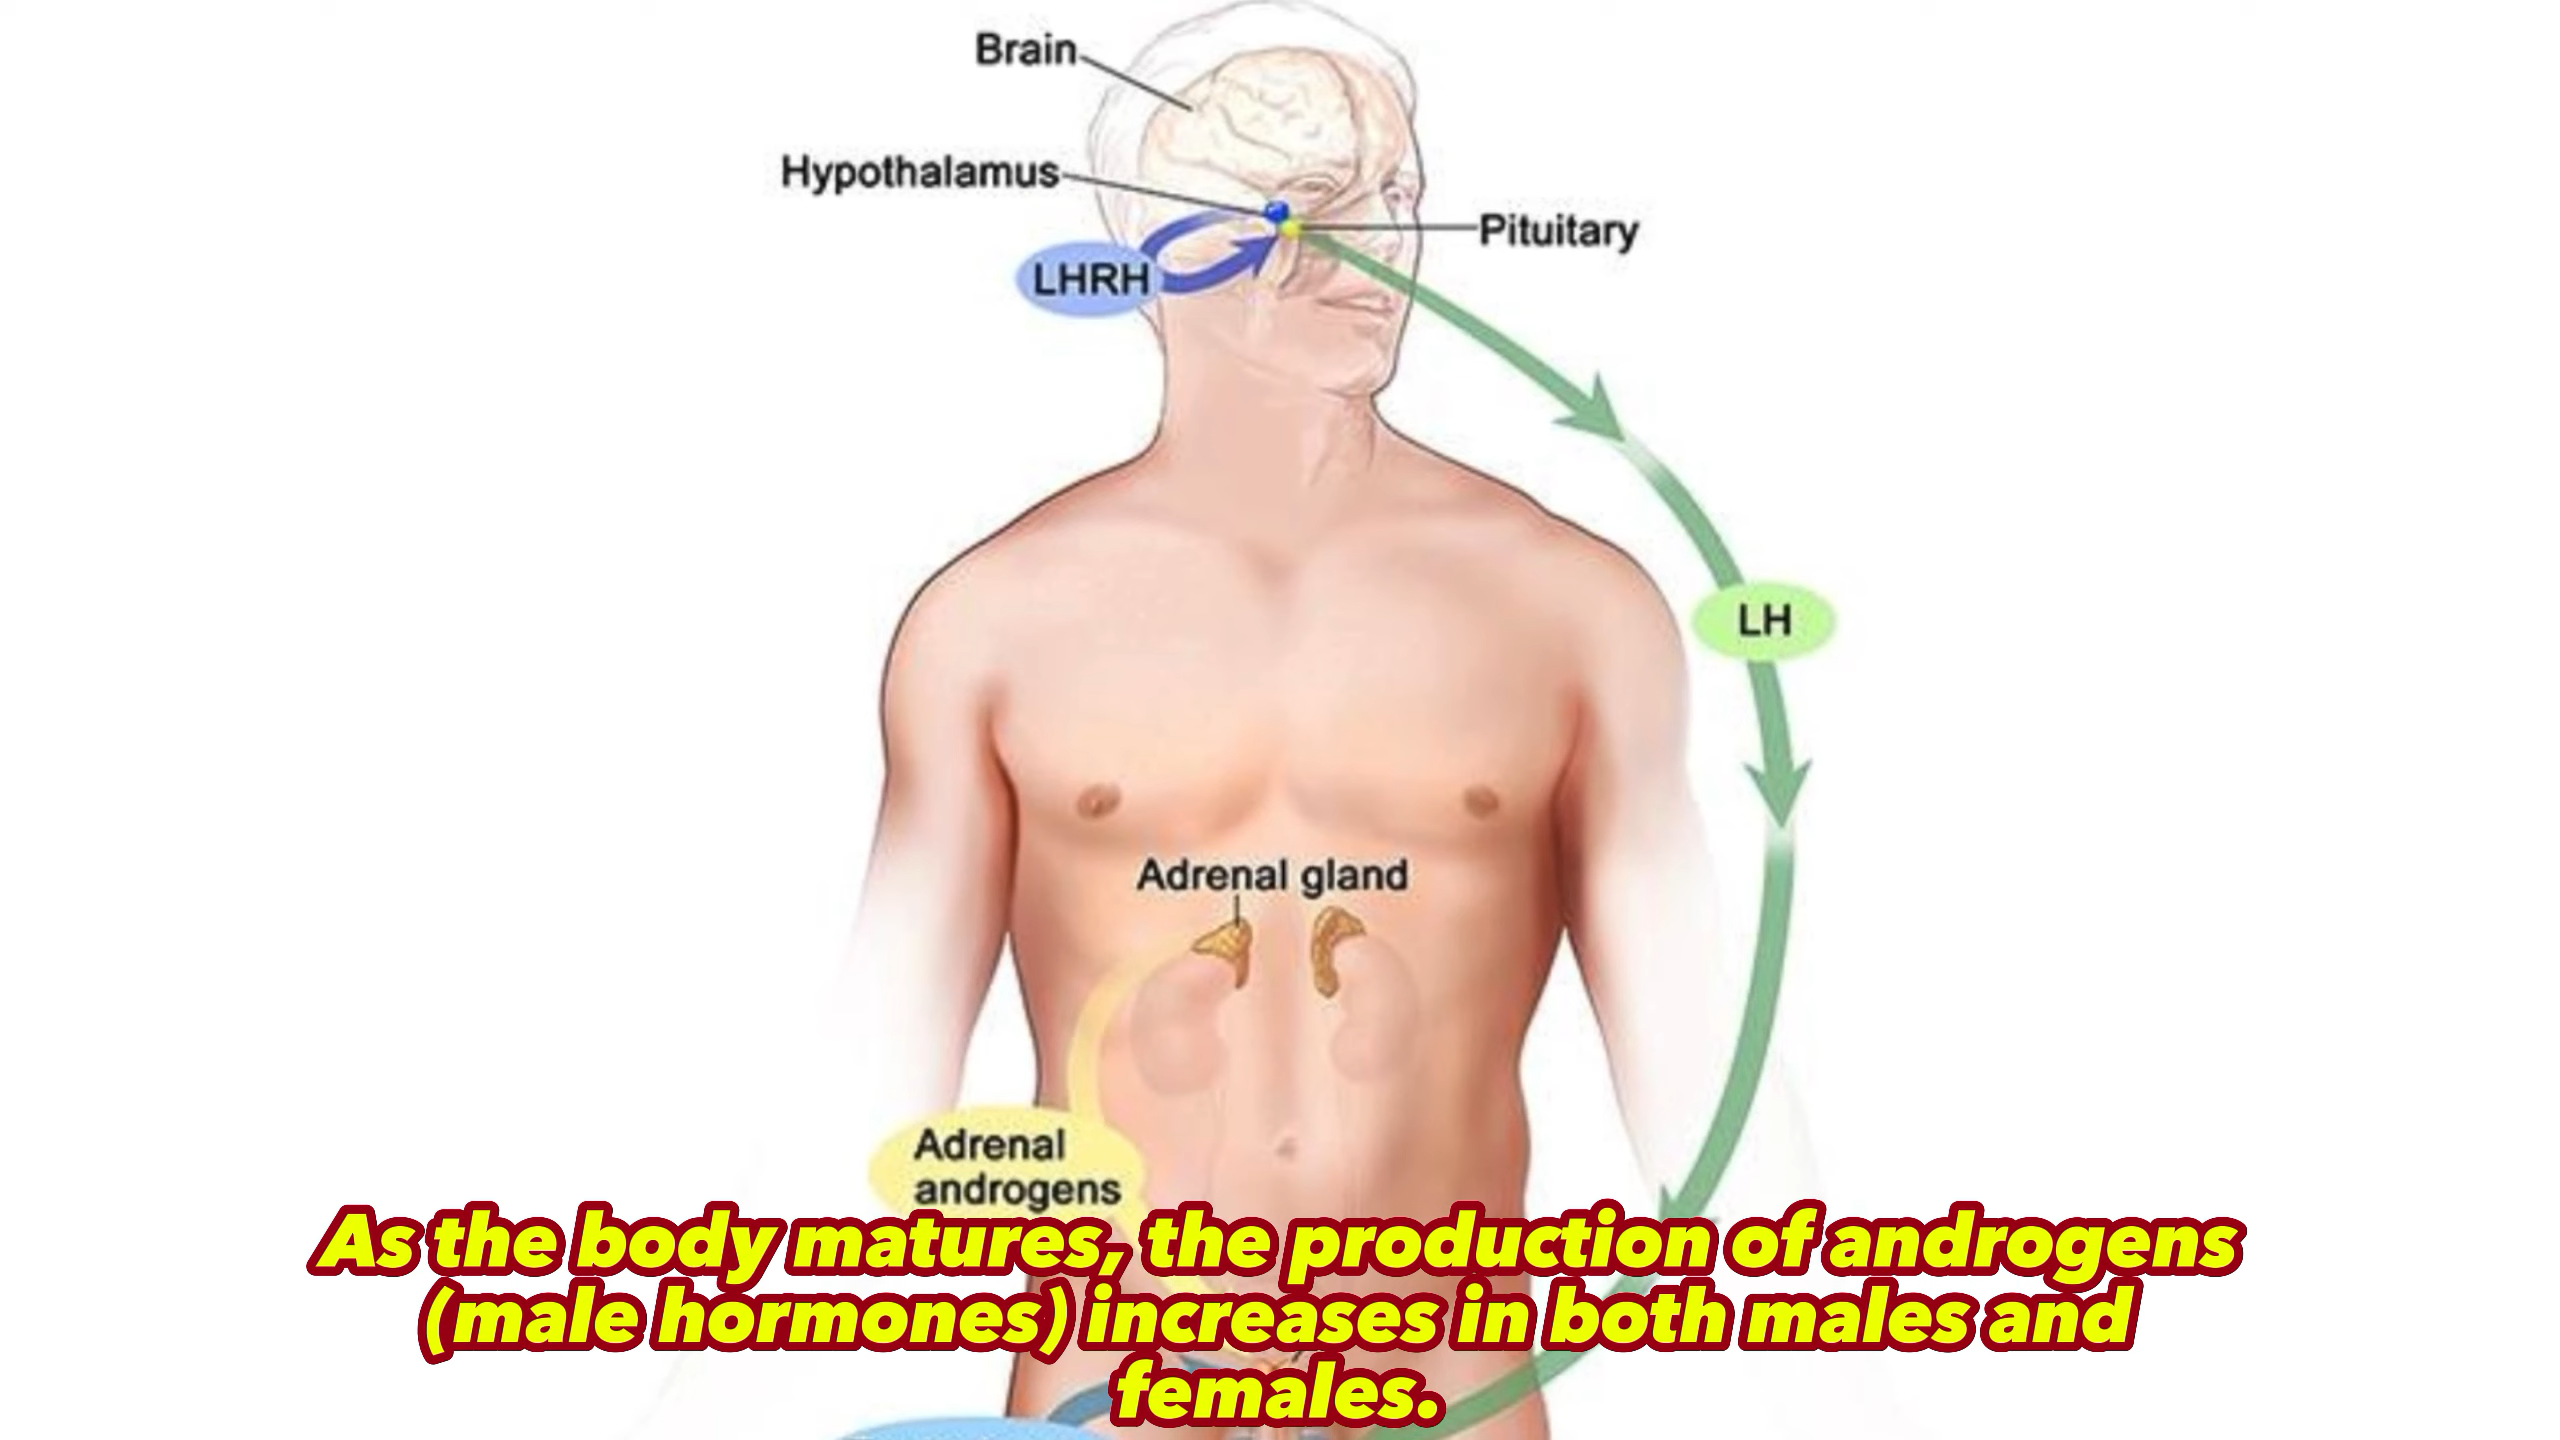 Brain
Hypothalamus
Pituitary
LHRH
LH
Adrenal gland
Adrenal
androgens
As the body matures, the production of androgens
(male hormones) increases in both males and
females.